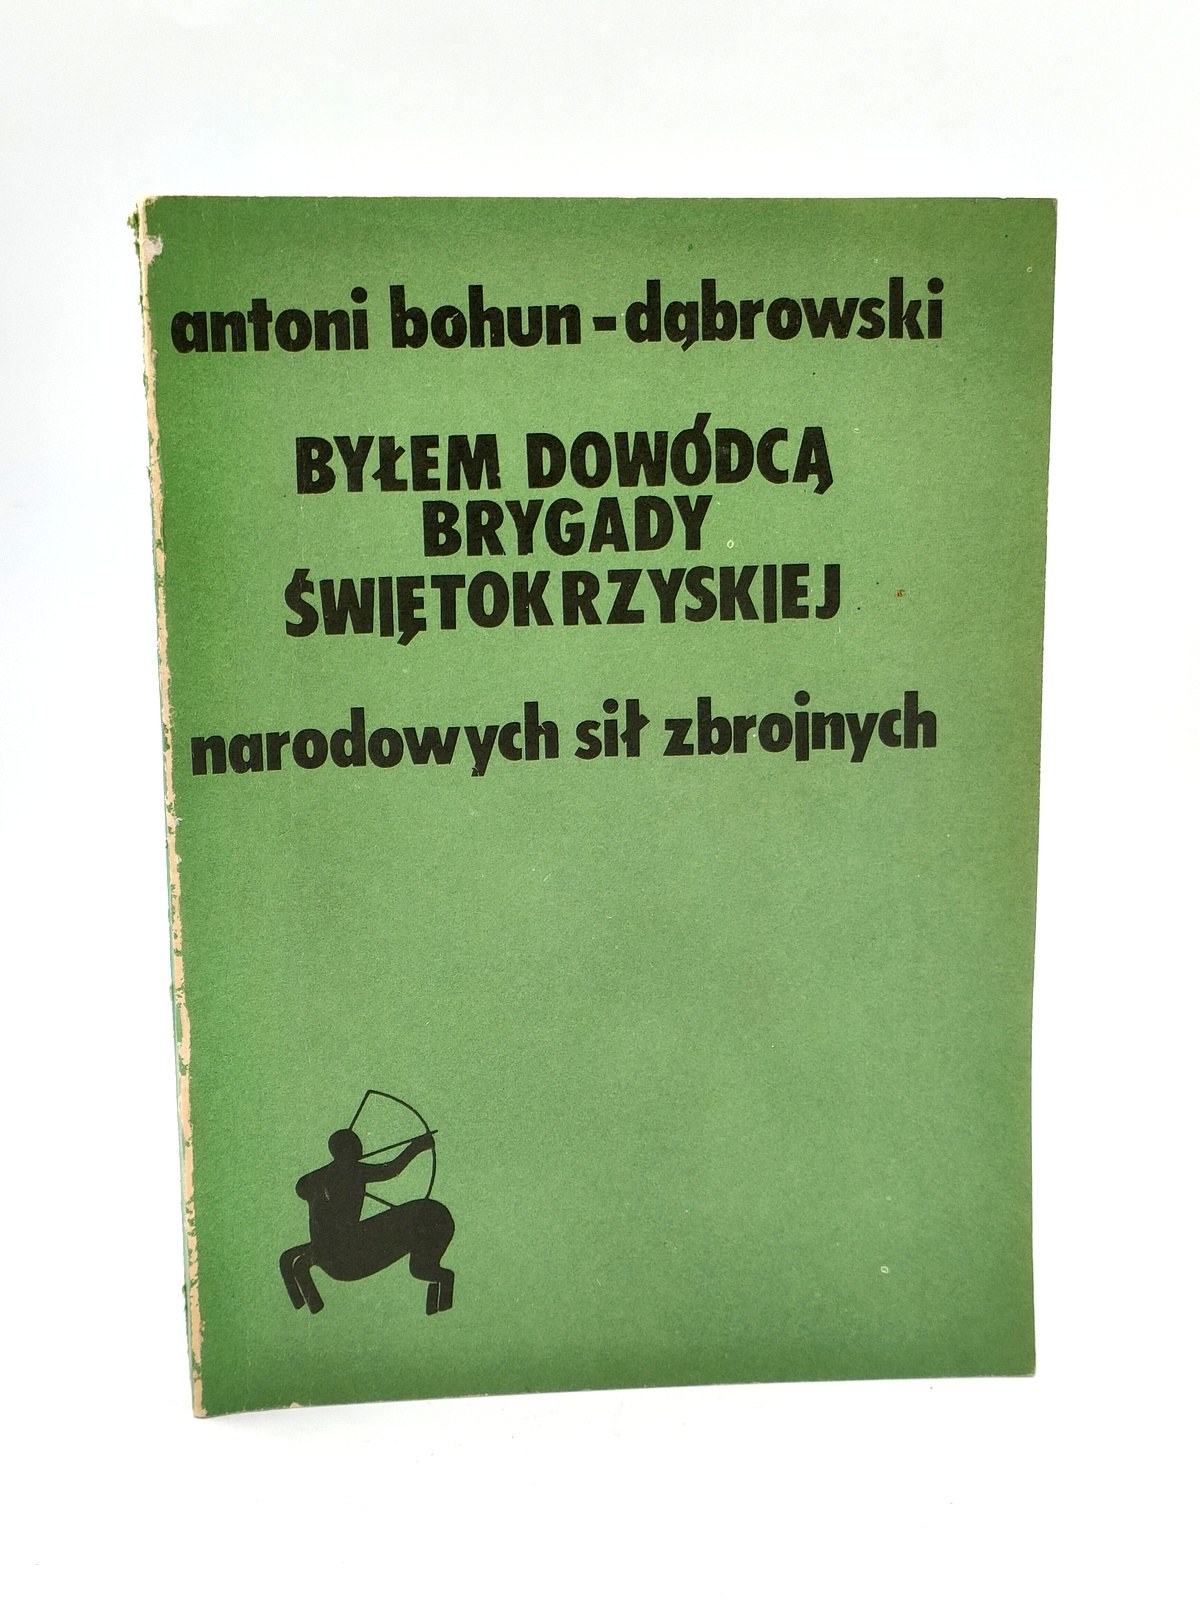 antoni bohun-dąbrowski
BYŁEM DOWÓDCĄ
BRYGADY
ŚWIĘTOKRZYSKIEJ
narodowych sił zbrojnych